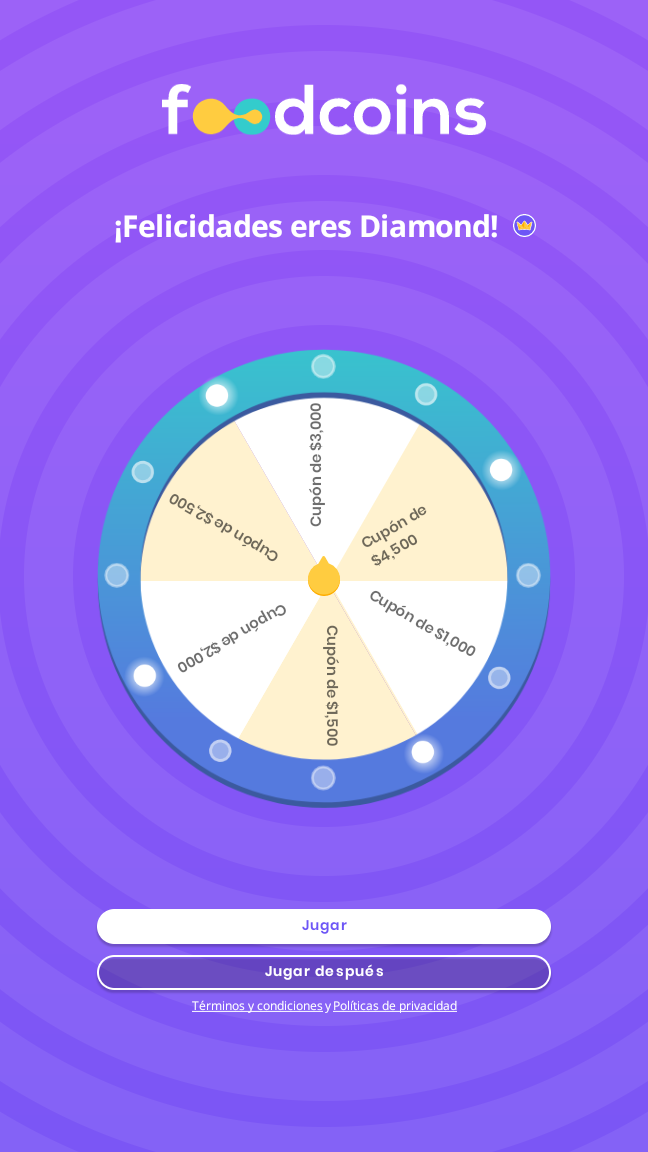 foodcoins
¡Felicidades eres Diamond!
Cupón de $3,000
Cupón de
$4,500
Cupón de $1,000
Cupón de $1,500
Cupón de $2,000
Cupón de $2,500
Jugar
Jugar después
Términos y condiciones y Políticas de privacidad